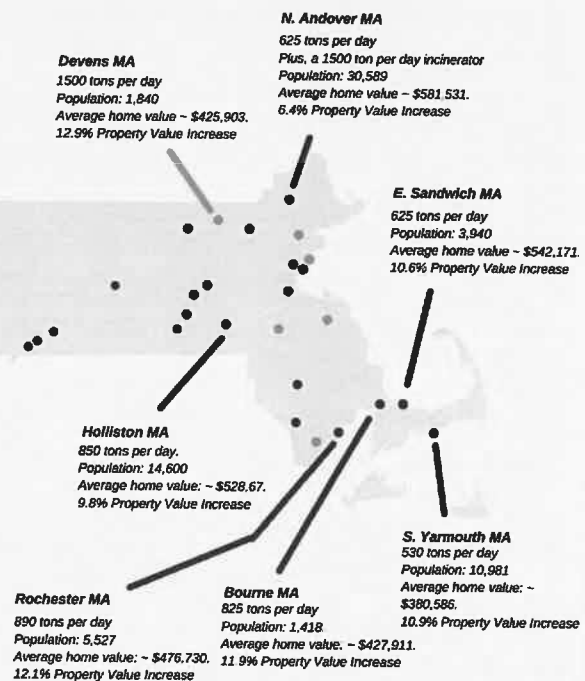 N. Andover MA
625 tons per day
Plus, a 1500 ton per day incinerator
Population: 30,589
Average home value ~ $581,531.
6.4% Property Value Increase
Devens MA
1500 tons per day
Population: 1,840
Average home value ~ $425,903.
12.9% Property Value Increase
E. Sandwich MA
625 tons per day
Population: 3,940
Average home value ~ $542,171.
10.6% Property Value Increase
Holliston MA
850 tons per day.
Population: 14,600
Average home value: ~ $528.67.
9.8% Property Value Increase
S. Yarmouth MA
530 tons per day
Population: 10,981
Average home value: ~
$380,586.
10.9% Property Value Increase
Rochester MA
890 tons per day
Population: 5,527
Average home value: ~ $476,730.
12.1% Property Value Increase
Bourne MA
825 tons per day
Population: 1,418
Average home value. ~ $427,911.
11.9% Property Value Increase